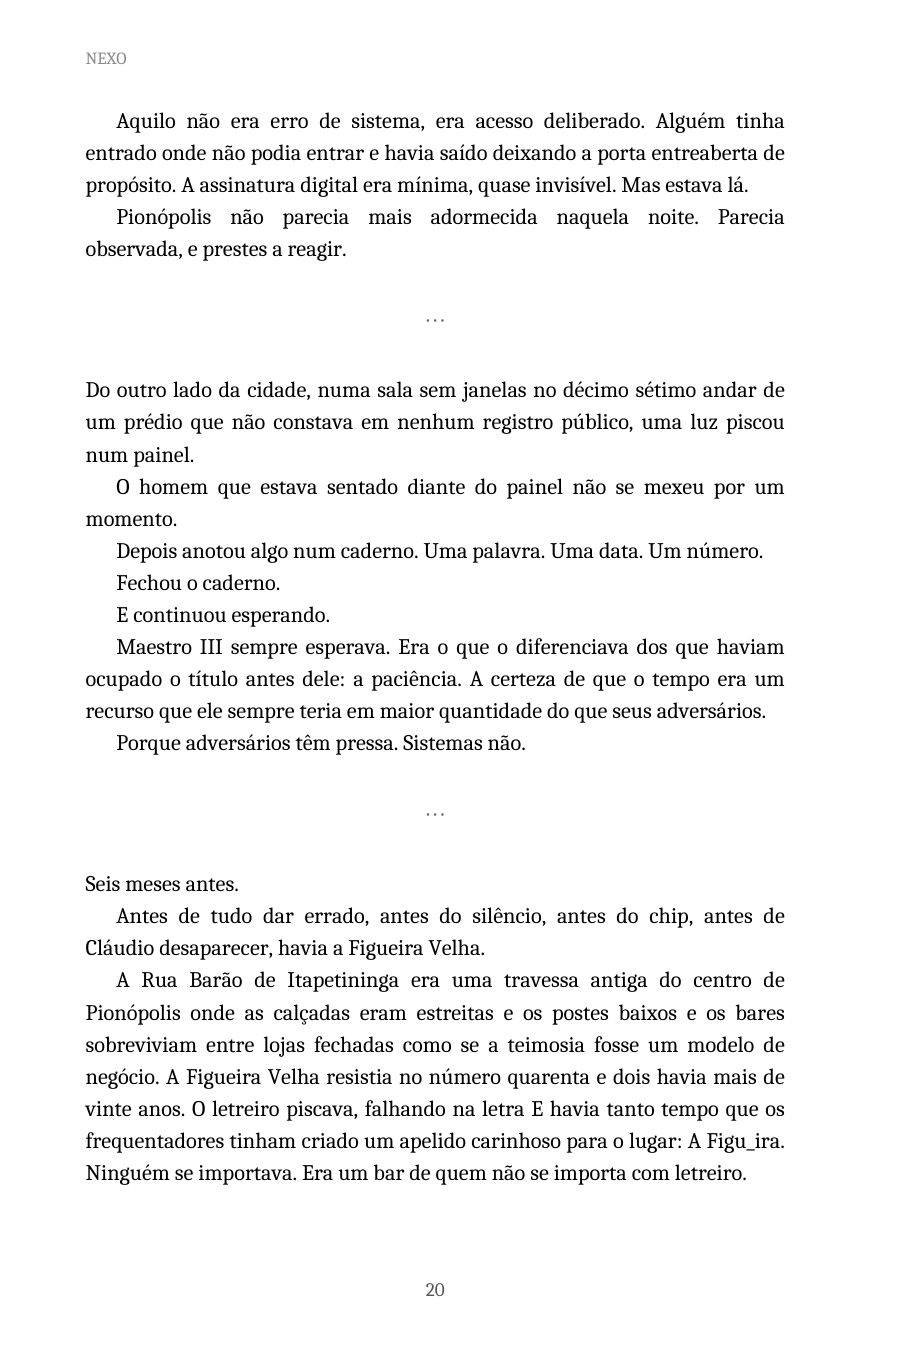 NEXO
Aquilo não era erro de sistema, era acesso deliberado. Alguém tinha
entrado onde não podia entrar e havia saído deixando a porta entreaberta de
propósito. A assinatura digital era mínima, quase invisível. Mas estava lá.
Pionópolis não parecia mais adormecida naquela noite. Parecia
observada, e prestes a reagir.
...
Do outro lado da cidade, numa sala sem janelas no décimo sétimo andar de
um prédio que não constava em nenhum registro público, uma luz piscou
num painel.
O homem que estava sentado diante do painel não se mexeu por um
momento.
Depois anotou algo num caderno. Uma palavra. Uma data. Um número.
Fechou o caderno.
E continuou esperando.
Maestro III sempre esperava. Era o que o diferenciava dos que haviam
ocupado o título antes dele: a paciência. A certeza de que o tempo era um
recurso que ele sempre teria em maior quantidade do que seus adversários.
Porque adversários têm pressa. Sistemas não.
...
Seis meses antes.
Antes de tudo dar errado, antes do silêncio, antes do chip, antes de
Cláudio desaparecer, havia a Figueira Velha.
A Rua Barão de Itapetininga era uma travessa antiga do centro de
Pionópolis onde as calçadas eram estreitas e os postes baixos e os bares
sobreviviam entre lojas fechadas como se a teimosia fosse um modelo de
negócio. A Figueira Velha resistia no número quarenta e dois havia mais de
vinte anos. O letreiro piscava, falhando na letra E havia tanto tempo que os
frequentadores tinham criado um apelido carinhoso para o lugar: A Figu_ira.
Ninguém se importava. Era um bar de quem não se importa com letreiro.
20